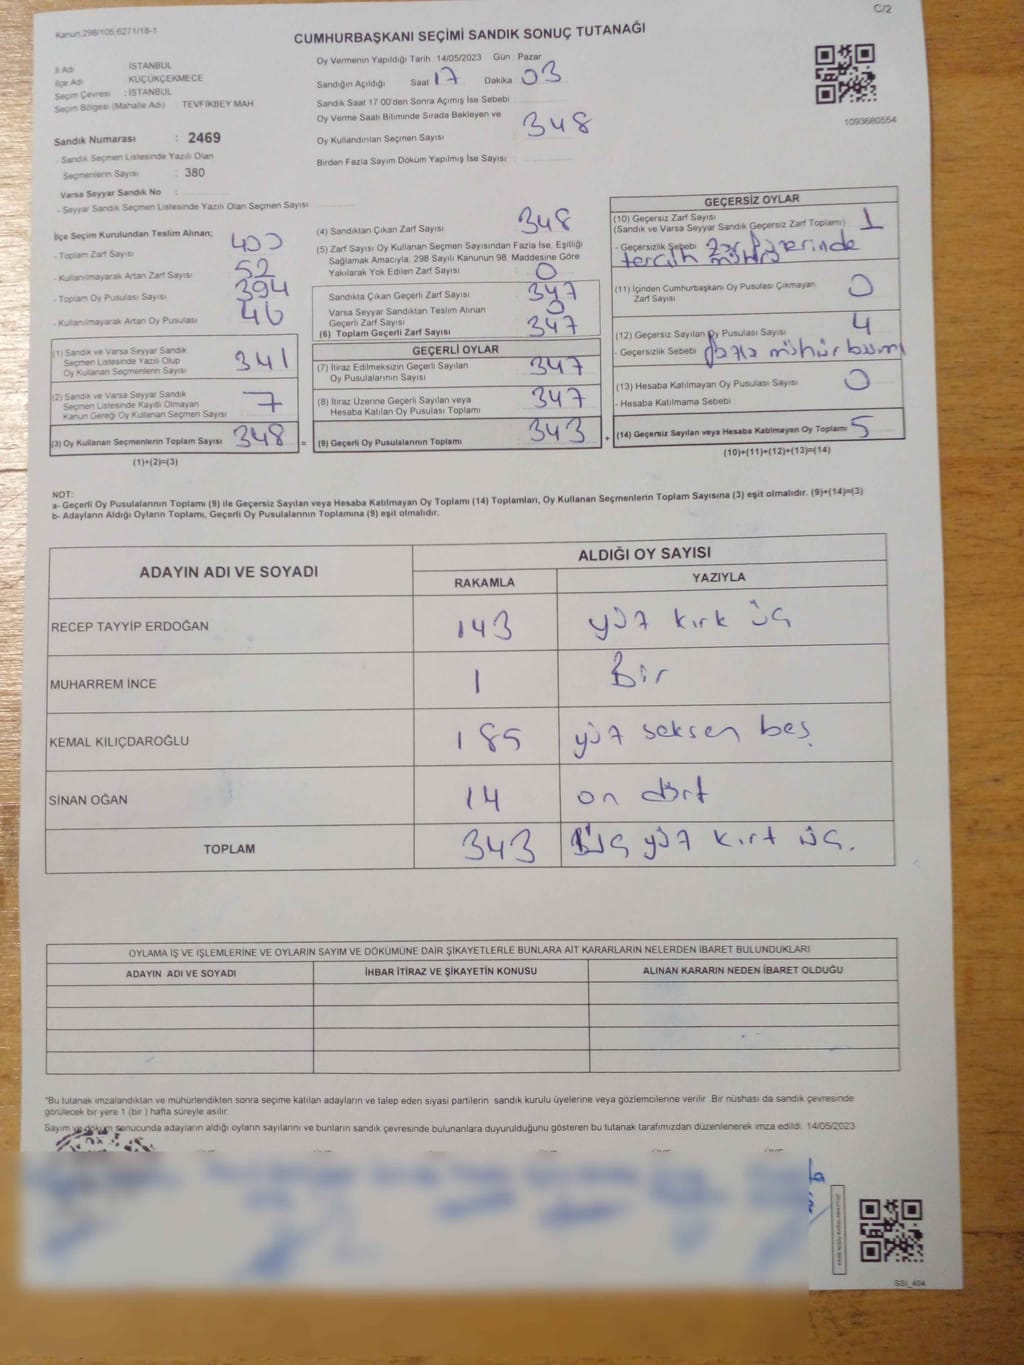 Kanun:298/105,6271/18-1
C/2
CUMHURBAŞKANI SEÇİMİ SANDIK SONUÇ TUTANAĞI
İl Adı İSTANBUL
İlçe Adı KÜÇÜKÇEKMECE
Seçim Çevresi : İSTANBUL
Seçim Bölgesi (Mahalle Adı) TEVFİKBEY MAH
Sandık Numarası : 2469
- Sandık Seçmen Listesinde Yazılı Olan
Seçmenlerin Sayısı : 380
Varsa Seyyar Sandık No :
- Seyyar Sandık Seçmen Listesinde Yazılı Olan Seçmen Sayısı
Oy Vermenin Yapıldığı Tarih :14/05/2023 Gün : Pazar
Sandığın Açıldığı Saat 17 Dakika 03
Sandık Saat 17 00'den Sonra Açımış İse Sebebi
Oy Verme Saati Bitiminde Sırada Bekleyen ve
Oy Kullandırılan Seçmen Sayısı 348
Birden Fazla Sayım Döküm Yapılmış İse Sayısı
1093680554
İlçe Seçim Kurulundan Teslim Alınan;
- Toplam Zarf Sayısı 400
- Kullanılmayarak Artan Zarf Sayısı 52
- Toplam Oy Pusulası Sayısı 394
- Kullanılmayarak Artan Oy Pusulası 46
(1) Sandık ve Varsa Seyyar Sandık
Seçmen Listesinde Yazılı Olup
Oy Kullanan Seçmenlerin Sayısı 341
(2) Sandık ve Varsa Seyyar Sandık
Seçmen Listesinde Kayıtlı Olmayan
Kanun Gereği Oy Kullanan Seçmen Sayısı 7
(3) Oy Kullanan Seçmenlerin Toplam Sayısı 348 =
(1)+(2)=(3)
(4) Sandıktan Çıkan Zarf Sayısı 348
(5) Zarf Sayısı Oy Kullanan Seçmen Sayısından Fazla İse, Eşitliği
Sağlamak Amacıyla, 298 Sayılı Kanunun 98. Maddesine Göre
Yakılarak Yok Edilen Zarf Sayısı 0
Sandıkta Çıkan Geçerli Zarf Sayısı 347
Varsa Seyyar Sandıktan Teslim Alınan
Geçerli Zarf Sayısı 0
(6) Toplam Geçerli Zarf Sayısı 347
GEÇERLİ OYLAR
(7) İtiraz Edilmeksizin Geçerli Sayılan
Oy Pusulalarının Sayısı 347
(8) İtiraz Üzerine Geçerli Sayılan veya
Hesaba Katılan Oy Pusulası Toplamı 347
(9) Geçerli Oy Pusulalarının Toplamı 343 +
GEÇERSİZ OYLAR
(10) Geçersiz Zarf Sayısı
(Sandık ve Varsa Seyyar Sandık Geçersiz Zarf Toplamı) 1
- Geçersizlik Sebebi zarf üzerinde
tercih mührü
(11) İçinden Cumhurbaşkanı Oy Pusulası Çıkmayan
Zarf Sayısı 0
(12) Geçersiz Sayılan Oy Pusulası Sayısı 4
- Geçersizlik Sebebi fazla mühür
(13) Hesaba Katılmayan Oy Pusulası Sayısı 0
- Hesaba Katılmama Sebebi
(14) Geçersiz Sayılan veya Hesaba Katılmayan Oy Toplamı 5
(10)+(11)+(12)+(13)=(14)
NOT:
a- Geçerli Oy Pusulalarının Toplamı (9) ile Geçersiz Sayılan veya Hesaba Katılmayan Oy Toplamı (14) Toplamları, Oy Kullanan Seçmenlerin Toplam Sayısına (3) eşit olmalıdır. (9)+(14)=(3)
b- Adayların Aldığı Oyların Toplamı, Geçerli Oy Pusulalarının Toplamına (9) eşit olmalıdır.
ADAYIN ADI VE SOYADI ALDIĞI OY SAYISI
RAKAMLA YAZIYLA
RECEP TAYYİP ERDOĞAN 143 yüz kırk üç
MUHARREM İNCE 1 Bir
KEMAL KILIÇDAROĞLU 185 yüz seksen beş
SİNAN OĞAN 14 on dört
TOPLAM 343 Üç yüz kırk üç.
OYLAMA İŞ VE İŞLEMLERİNE VE OYLARIN SAYIM VE DÖKÜMÜNE DAİR ŞİKAYETLERLE BUNLARA AİT KARARLARIN NELERDEN İBARET BULUNDUKLARI
ADAYIN ADI VE SOYADI İHBAR İTİRAZ VE ŞİKAYETİN KONUSU ALINAN KARARIN NEDEN İBARET OLDUĞU
*Bu tutanak imzalandıktan ve mühürlendikten sonra seçime katılan adayların ve talep eden siyasi partilerin sandık kurulu üyelerine veya gözlemcilerine verilir .Bir nüshası da sandık çevresinde
görülecek bir yere 1 (bir ) hafta süreyle asılır.
Sayım ve döküm sonucunda adayların aldığı oyların sayılarını ve bunların sandık çevresinde bulunanlara duyurulduğunu gösteren bu tutanak tarafımızdan düzenlenerek imza edildi. 14/05/2023
SSI_404